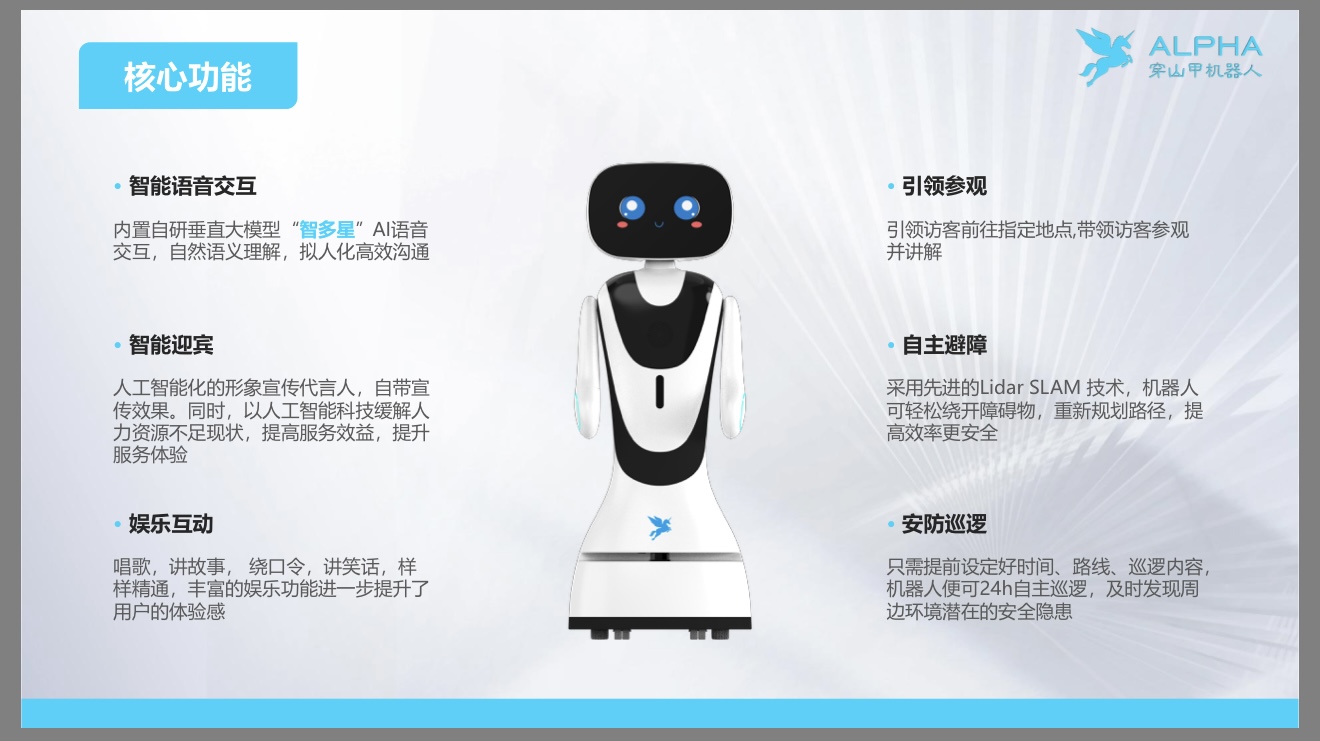 核心功能
ALPHA
穿山甲机器人
智能语音交互
内置自研垂直大模型“智多星”AI语音
交互，自然语义理解，拟人化高效沟通
智能迎宾
人工智能化的形象宣传代言人，自带宣
传效果。同时，以人工智能科技缓解人
力资源不足现状，提高服务效益，提升
服务体验
娱乐互动
唱歌，讲故事， 绕口令，讲笑话，样
样精通，丰富的娱乐功能进一步提升了
用户的体验感
引领参观
引领访客前往指定地点,带领访客参观
并讲解
自主避障
采用先进的Lidar SLAM 技术，机器人
可轻松绕开障碍物，重新规划路径，提
高效率更安全
安防巡逻
只需提前设定好时间、路线、巡逻内容，
机器人便可24h自主巡逻，及时发现周
边环境潜在的安全隐患